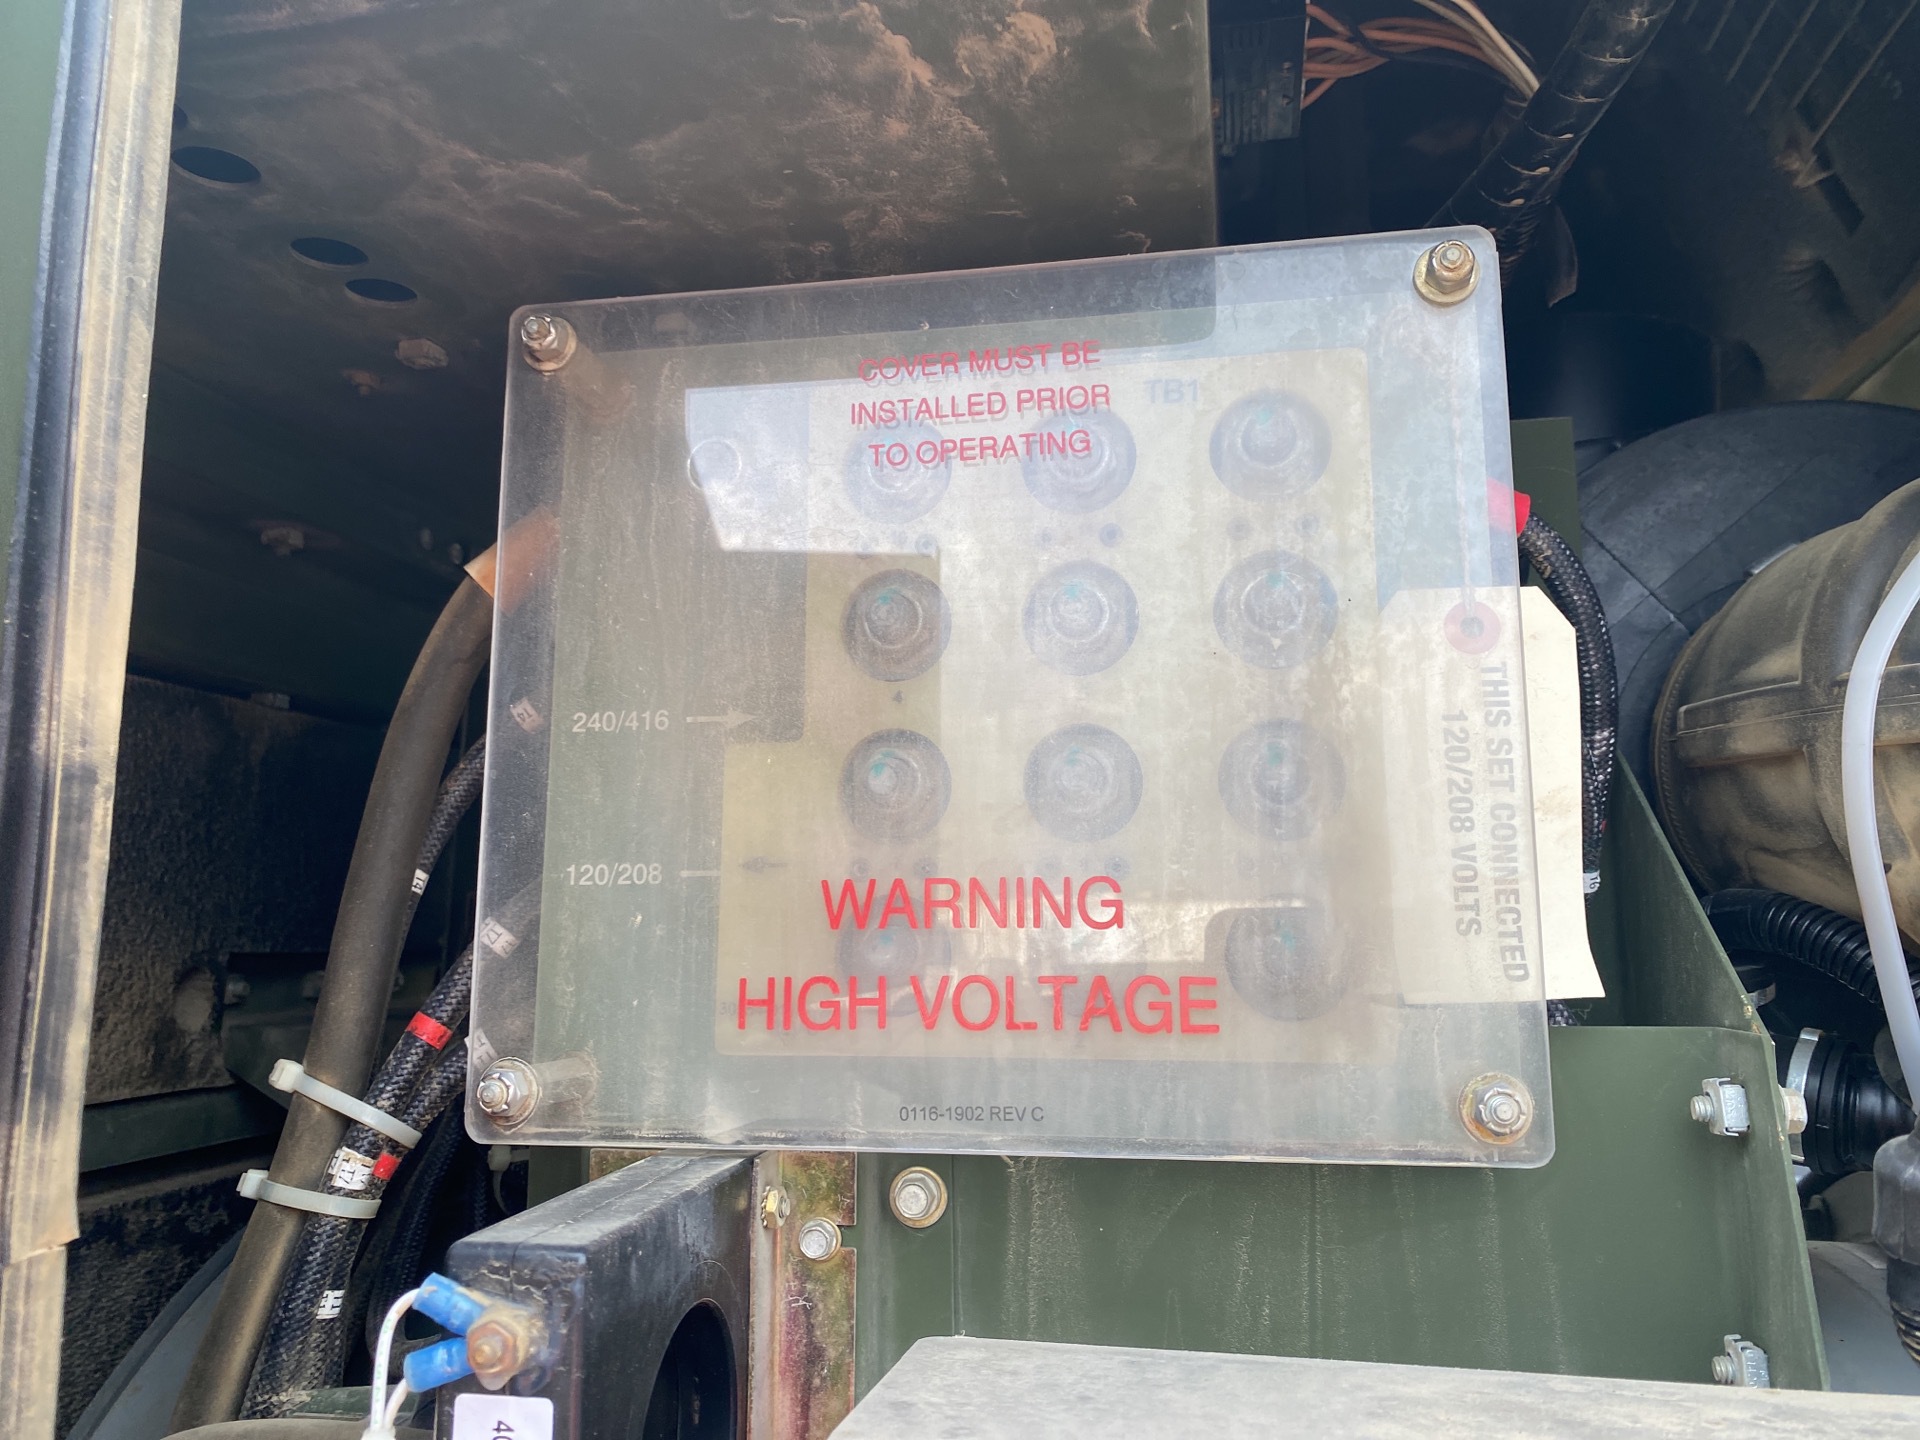 COVER MUST BE
INSTALLED PRIOR
TO OPERATING
TB1
240/416
120/208
WARNING
HIGH VOLTAGE
0116-1902 REV C
THIS SET CONNECTED
120/208 VOLTS